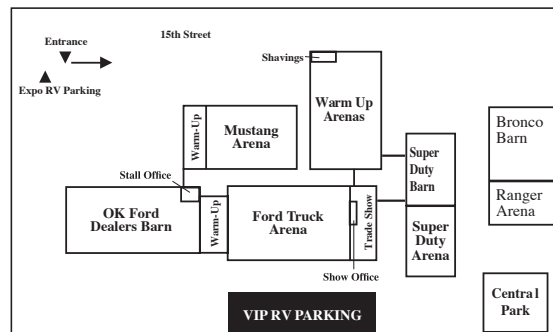 15th Street
Entrance
Expo RV Parking
Shavings
Warm Up
Arenas
Mustang
Arena
Warm-Up
Bronco
Barn
Super
Duty
Barn
Stall Office
OK Ford
Dealers Barn
Warm-Up
Ford Truck
Arena
Trade Show
Ranger
Arena
Super
Duty
Arena
Show Office
VIP RV PARKING
Central
Park